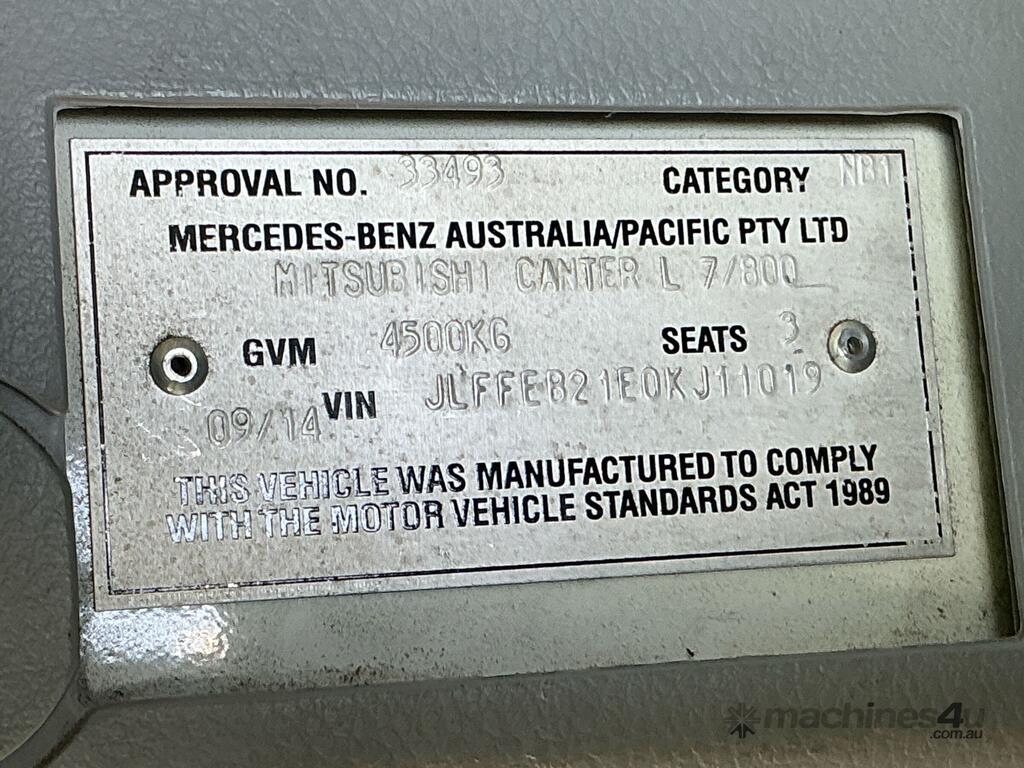 APPROVAL NO. 33493 CATEGORY NB1
MERCEDES-BENZ AUSTRALIA/PACIFIC PTY LTD
MITSUBISHI CANTER L 7/800
GVM 4500KG SEATS 3
09/14 VIN JLFFEB21E0KJ11019
THIS VEHICLE WAS MANUFACTURED TO COMPLY
WITH THE MOTOR VEHICLE STANDARDS ACT 1989
machines4u
.com.au